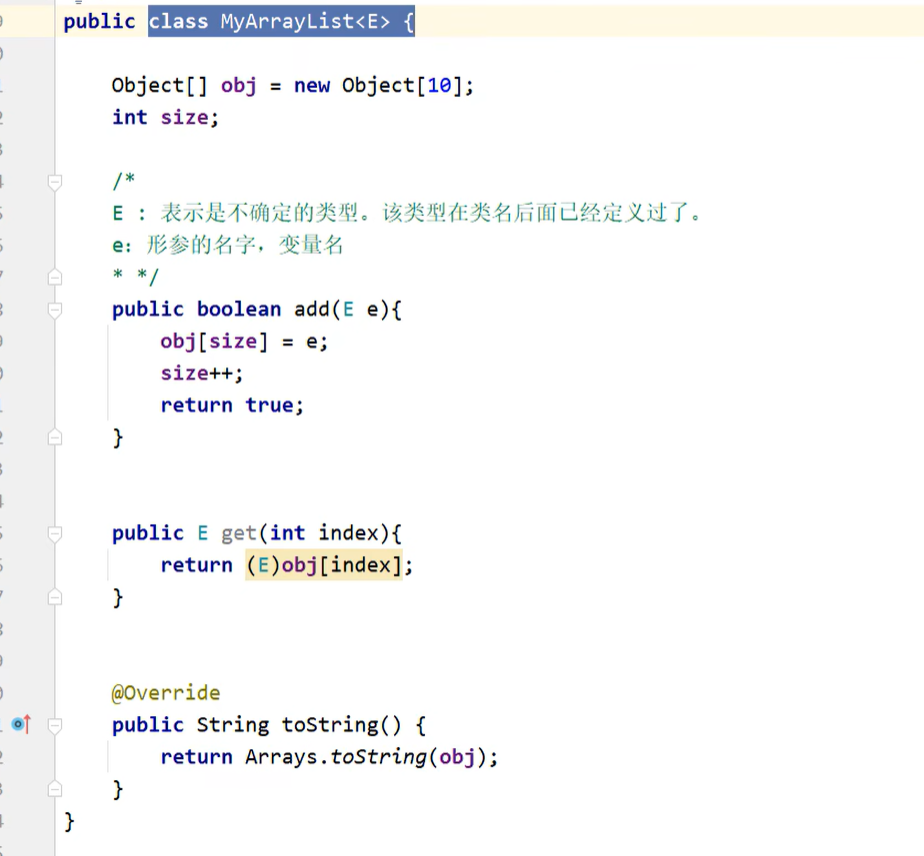 public class MyArrayList<E> {
Object[] obj = new Object[10];
int size;
/*
E : 表示是不确定的类型。该类型在类名后面已经定义过了。
e: 形参的名字，变量名
* */
public boolean add(E e){
obj[size] = e;
size++;
return true;
}
public E get(int index){
return (E)obj[index];
}
@Override
public String toString() {
return Arrays.toString(obj);
}
}